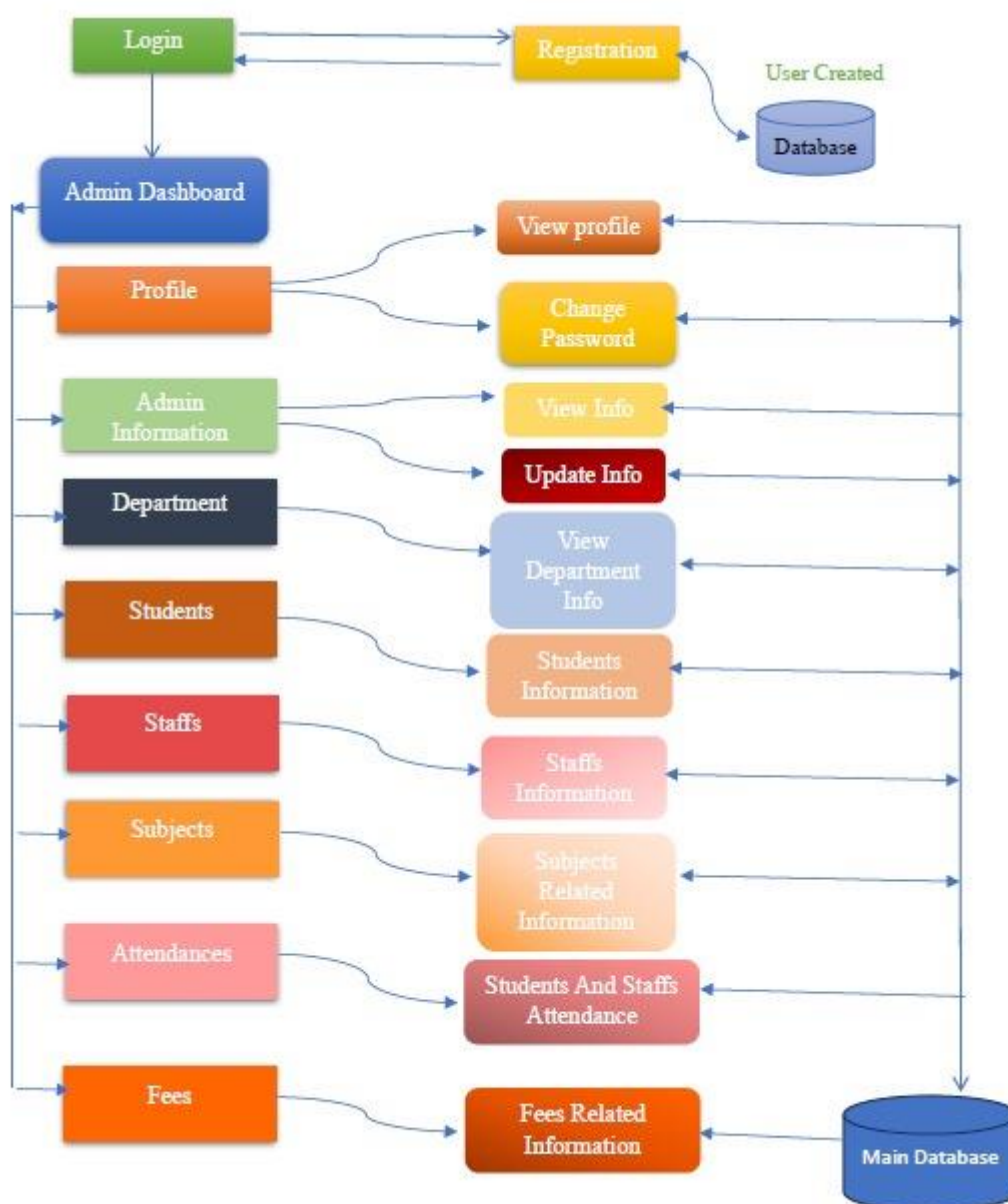 Login
Registration
User Created
Database
Admin Dashboard
View profile
Profile
Change
Password
Admin
Information
View Info
Update Info
Department
View
Department
Info
Students
Students
Information
Staffs
Staffs
Information
Subjects
Subjects
Related
Information
Attendances
Students And Staffs
Attendance
Fees
Fees Related
Information
Main Database